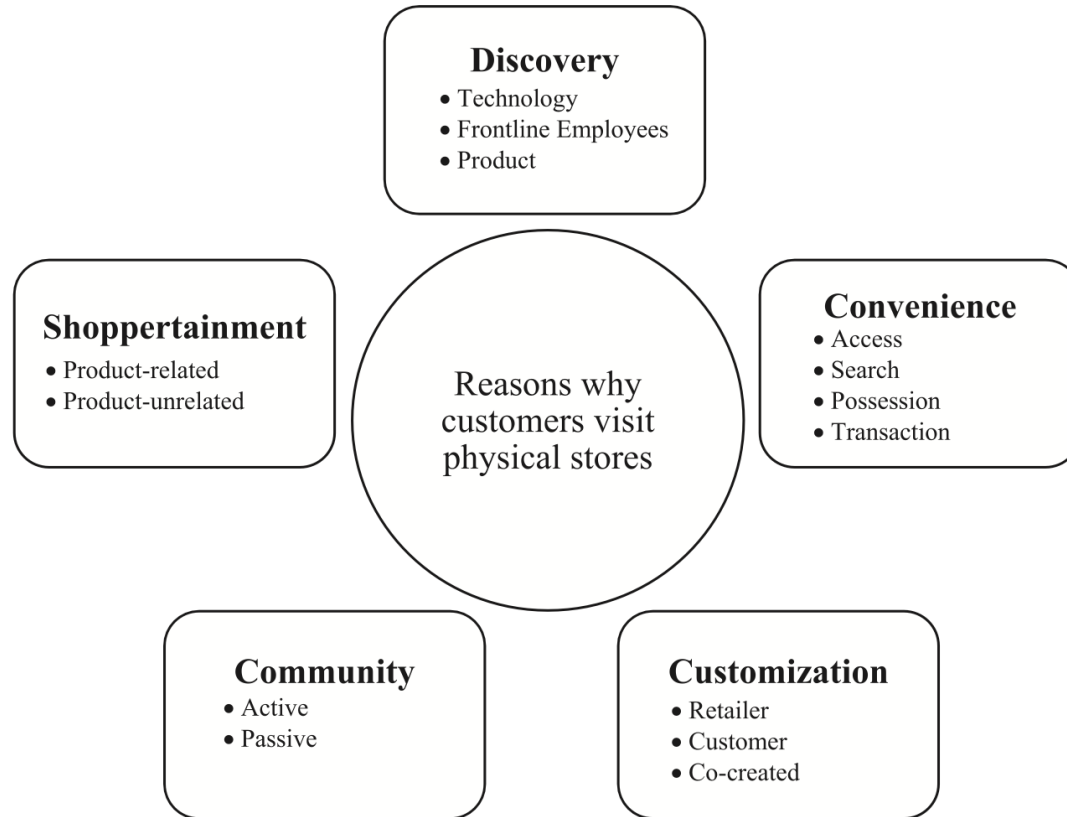 Discovery
• Technology
• Frontline Employees
• Product
Shoppertainment
• Product-related
• Product-unrelated
Reasons why
customers visit
physical stores
Convenience
• Access
• Search
• Possession
• Transaction
Community
• Active
• Passive
Customization
• Retailer
• Customer
• Co-created